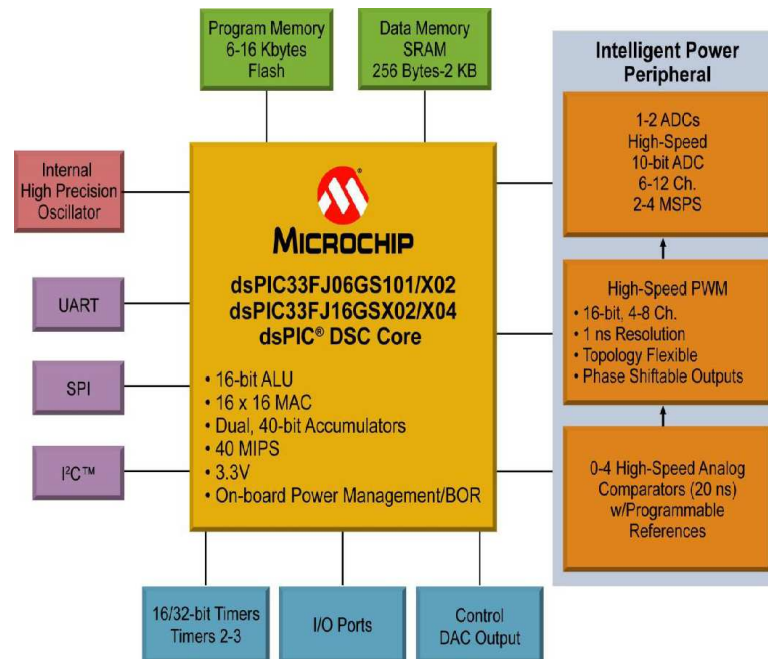 Program Memory
6-16 Kbytes
Flash
Data Memory
SRAM
256 Bytes-2 KB
Internal
High Precision
Oscillator
UART
SPI
I²C™
®
MICROCHIP
dsPIC33FJ06GS101/X02
dsPIC33FJ16GSX02/X04
dsPIC® DSC Core
• 16-bit ALU
• 16 x 16 MAC
• Dual, 40-bit Accumulators
• 40 MIPS
• 3.3V
• On-board Power Management/BOR
Intelligent Power
Peripheral
1-2 ADCs
High-Speed
10-bit ADC
6-12 Ch.
2-4 MSPS
High-Speed PWM
• 16-bit, 4-8 Ch.
• 1 ns Resolution
• Topology Flexible
• Phase Shiftable Outputs
0-4 High-Speed Analog
Comparators (20 ns)
w/Programmable
References
16/32-bit Timers
Timers 2-3
I/O Ports
Control
DAC Output